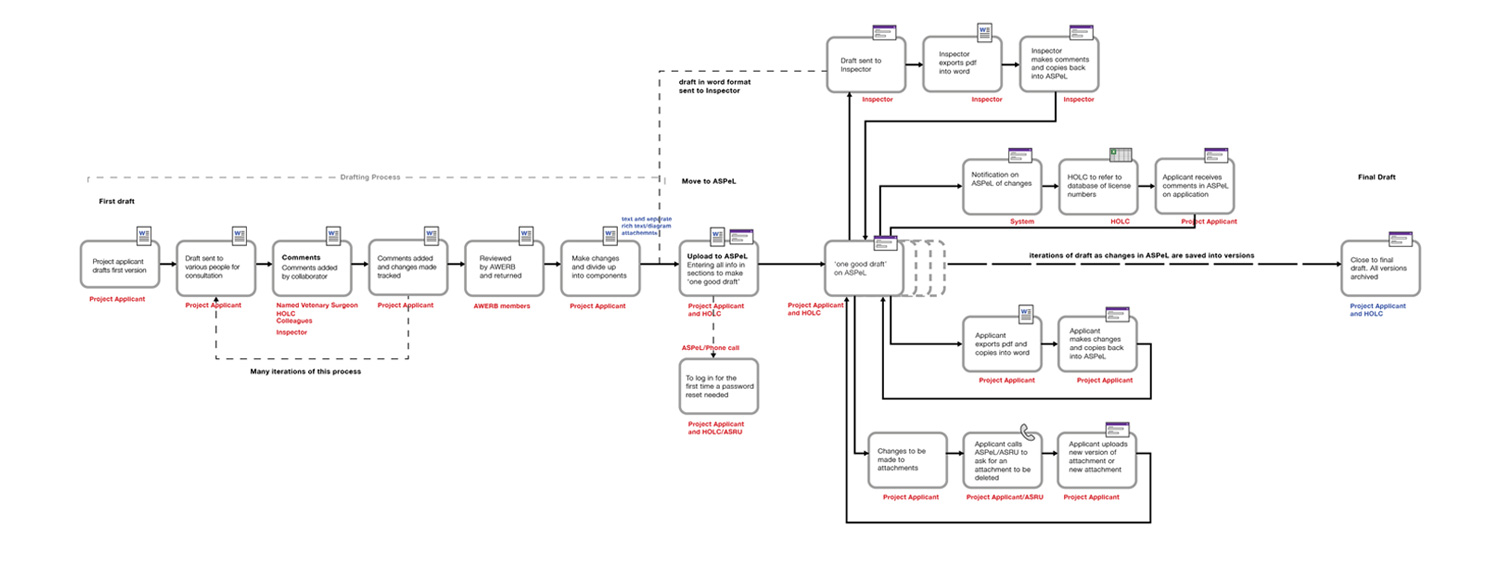 Drafting Process
First draft
Project applicant
drafts first version
Project Applicant
Draft sent to
various people for
consultation
Project Applicant
Comments
Comments added
by collaborator
Named Vetenary Surgeon
HOLC
Colleagues
Inspector
Comments added
and changes made
tracked
Project Applicant
Many iterations of this process
Reviewed
by AWERB
and returned
AWERB members
Make changes
and divide up
into components
Project Applicant
text and separate
rich text/diagram
attachments
draft in word format
sent to Inspector
Move to ASPeL
Upload to ASPeL
Entering all info in
sections to make
'one good draft'
Project Applicant
and HOLC
ASPeL/Phone call
To log in for the
first time a password
reset needed
Project Applicant
and HOLC/ASRU
'one good draft'
on ASPeL
Project Applicant
and HOLC
Draft sent to
Inspector
Inspector
Inspector
exports pdf
into word
Inspector
Inspector
makes comments
and copies back
into ASPeL
Inspector
Notification on
ASPeL of changes
System
HOLC to refer to
database of license
numbers
HOLC
Applicant receives
comments in ASPeL
on application
Project Applicant
iterations of draft as changes in ASPeL are saved into versions
Applicant
exports pdf and
copies into word
Project Applicant
Applicant
makes changes
and copies back
into ASPeL
Project Applicant
Changes to be
made to
attachments
Project Applicant
Applicant calls
ASPeL/ASRU to
ask for an
attachment to be
deleted
Project Applicant/ASRU
Applicant uploads
new version of
attachment or
new attachment
Project Applicant
Final Draft
Close to final
draft. All versions
archived
Project Applicant
and HOLC